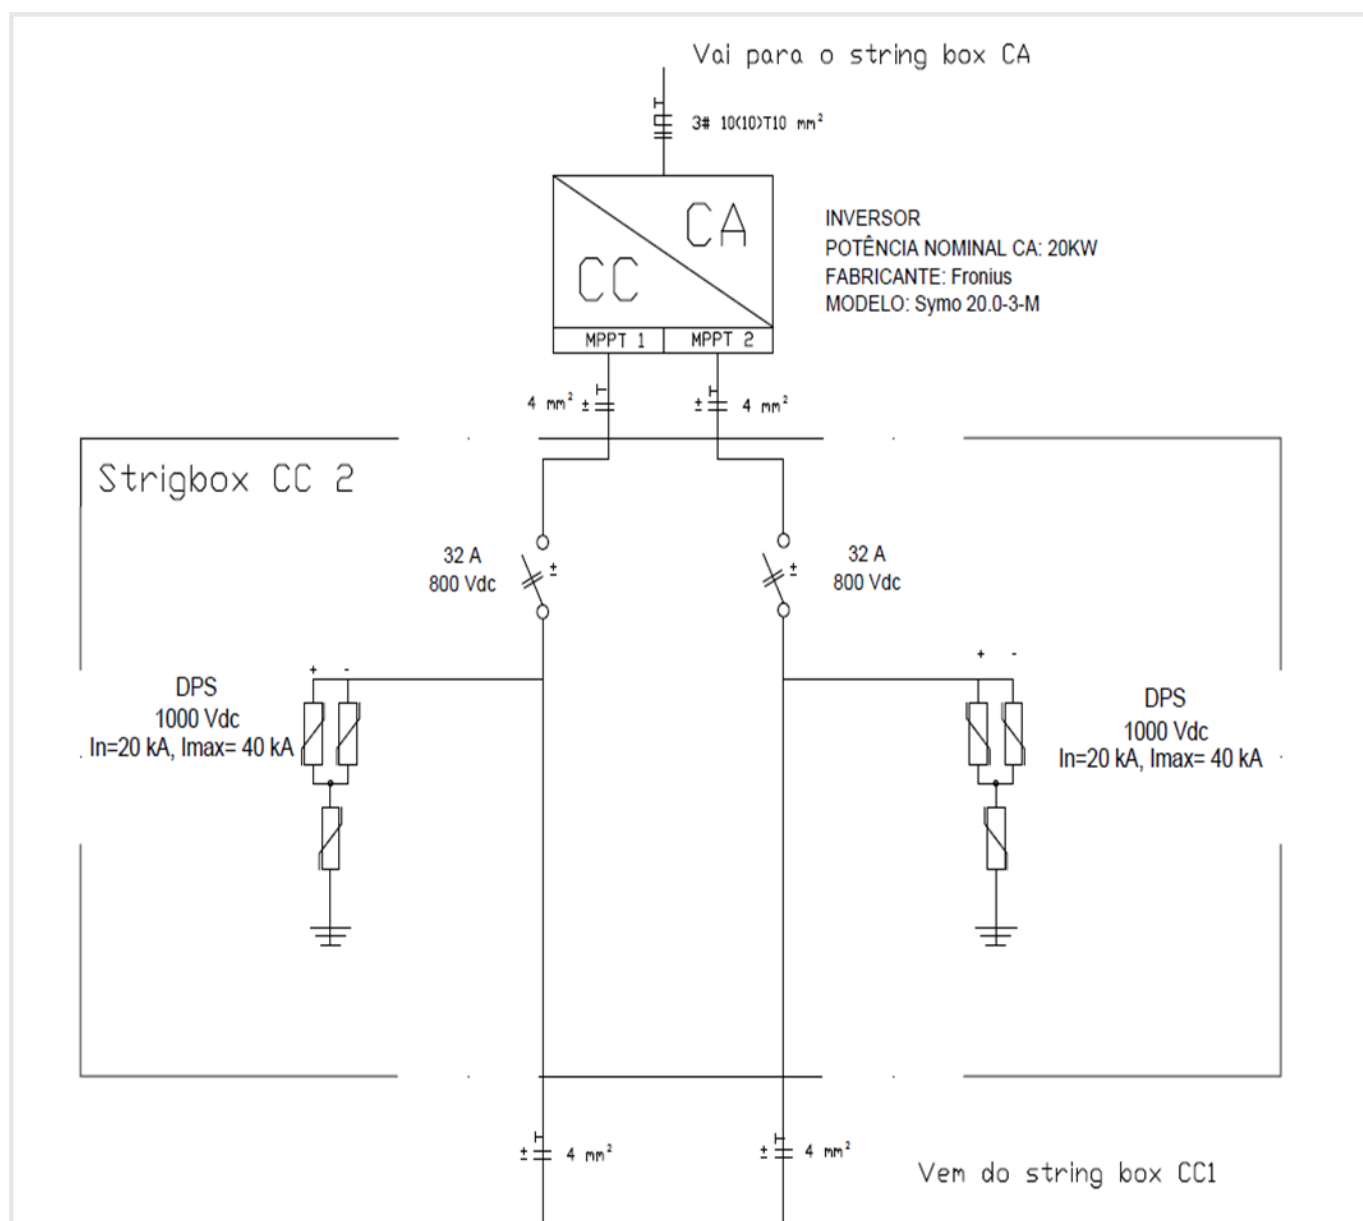 Vai para o string box CA
3# 10(10)T10 mm²
CA
CC
INVERSOR
POTÊNCIA NOMINAL CA: 20KW
FABRICANTE: Fronius
MODELO: Symo 20.0-3-M
MPPT 1
MPPT 2
4 mm² ±
± 4 mm²
Strigbox CC 2
32 A
800 Vdc
±
±
32 A
800 Vdc
+ -
DPS
1000 Vdc
In=20 kA, Imax= 40 kA
+ -
DPS
1000 Vdc
In=20 kA, Imax= 40 kA
± 4 mm²
± 4 mm²
Vem do string box CC1